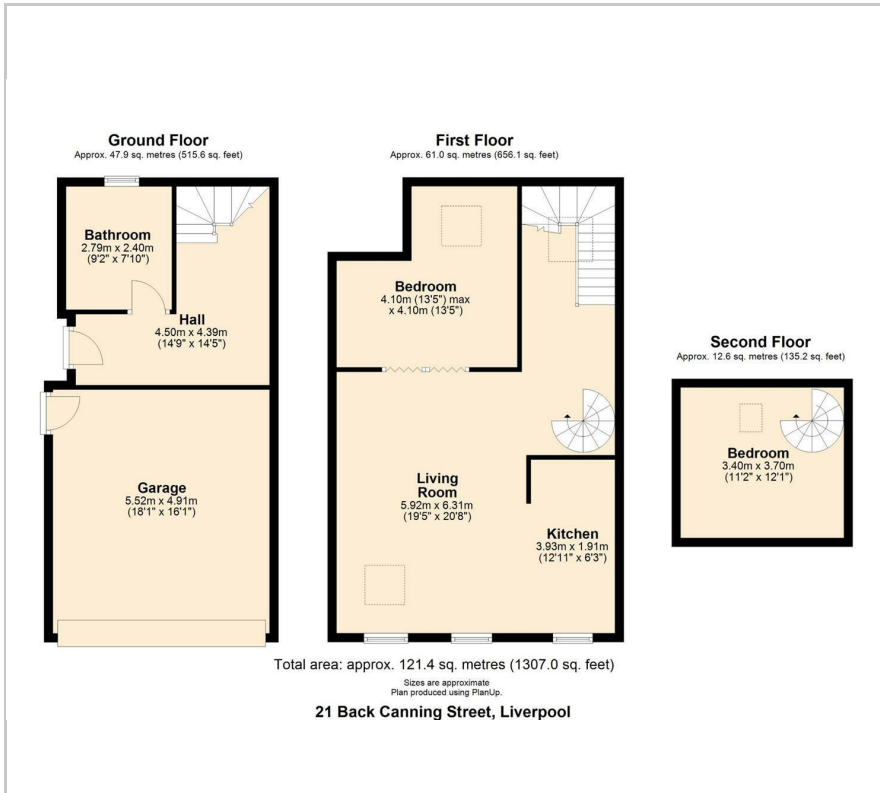 Ground Floor
Approx. 47.9 sq. metres (515.6 sq. feet)
Bathroom
2.79m x 2.40m
(9'2" x 7'10")
Hall
4.50m x 4.39m
(14'9" x 14'5")
Garage
5.52m x 4.91m
(18'1" x 16'1")
First Floor
Approx. 61.0 sq. metres (656.1 sq. feet)
Bedroom
4.10m (13'5") max
x 4.10m (13'5")
Living
Room
5.92m x 6.31m
(19'5" x 20'8")
Kitchen
3.93m x 1.91m
(12'11" x 6'3")
Second Floor
Approx. 12.6 sq. metres (135.2 sq. feet)
Bedroom
3.40m x 3.70m
(11'2" x 12'1")
Total area: approx. 121.4 sq. metres (1307.0 sq. feet)
Sizes are approximate
Plan produced using PlanUp.
21 Back Canning Street, Liverpool